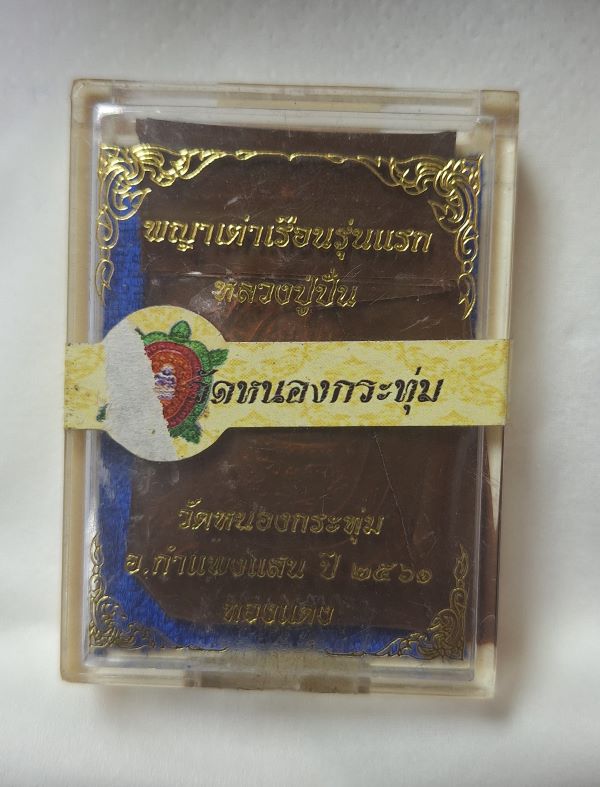 พญาเต่าเรือนรุ่นแรก
หลวงปู่ปั่น
วัดหนองกระทุ่ม
วัดหนองกระทุ่ม
อ.กำแพงแสน ปี ๒๕๖๑
ทองแดง